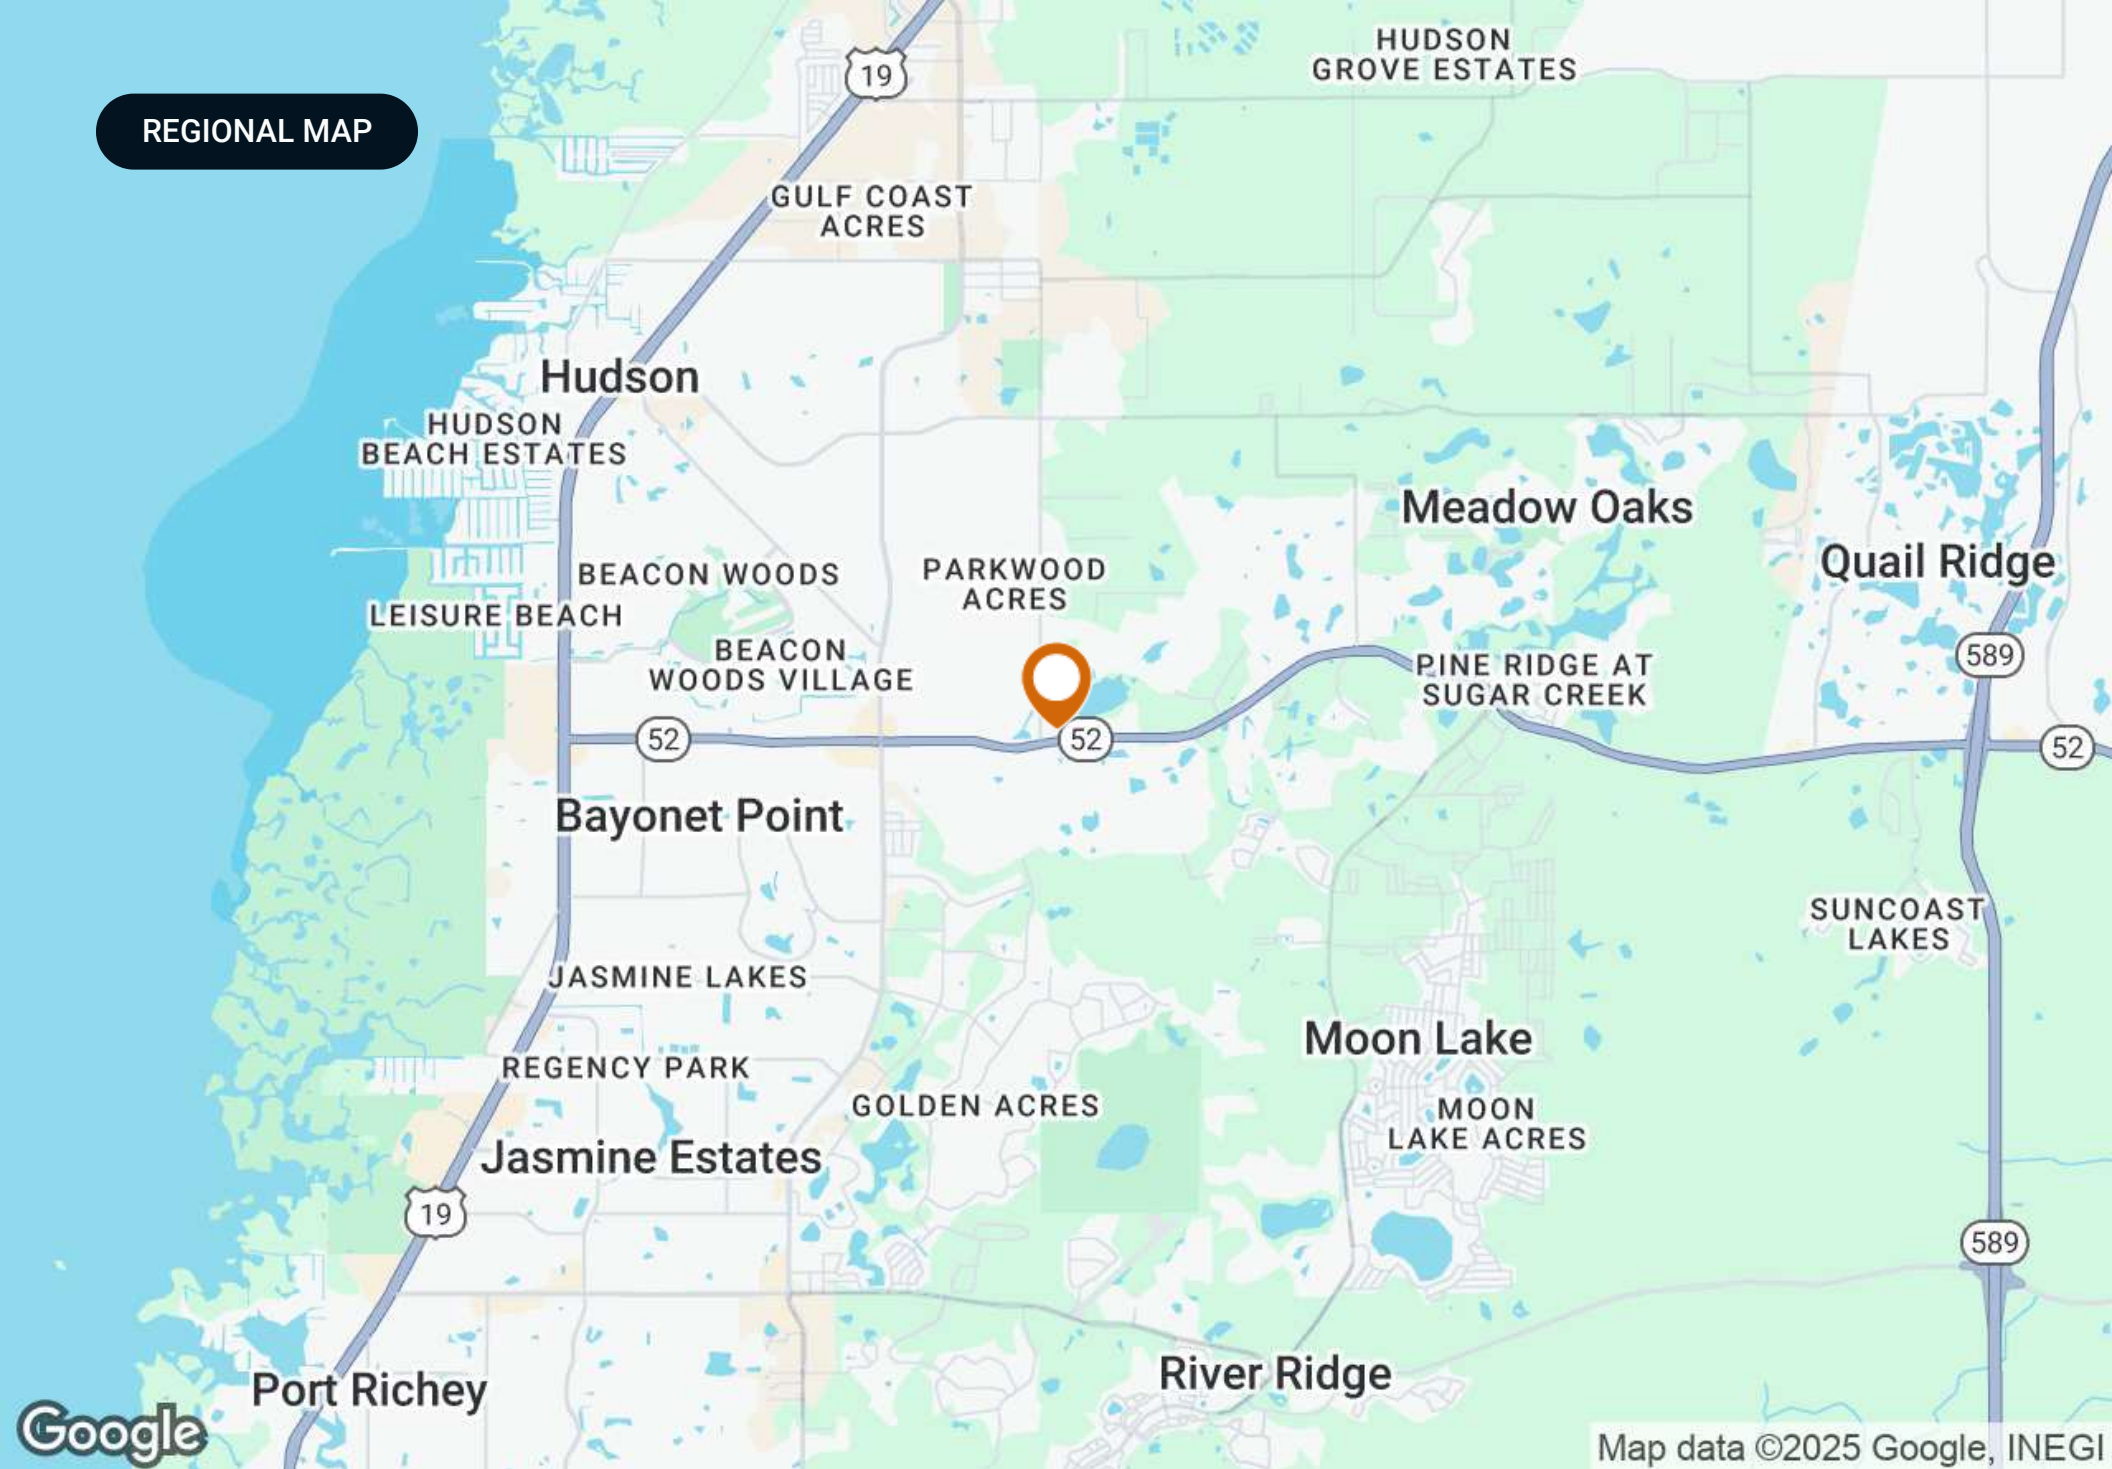 HUDSON
GROVE ESTATES
19
REGIONAL MAP
GULF COAST
ACRES
Hudson
HUDSON
BEACH ESTATES
Meadow Oaks
Quail Ridge
BEACON WOODS
PARKWOOD
ACRES
LEISURE BEACH
BEACON
WOODS VILLAGE
589
PINE RIDGE AT
SUGAR CREEK
52
52
52
Bayonet Point
SUNCOAST
LAKES
JASMINE LAKES
Moon Lake
REGENCY PARK
GOLDEN ACRES
MOON
LAKE ACRES
Jasmine Estates
19
589
River Ridge
Port Richey
Google
Map data ©2025 Google, INEGI